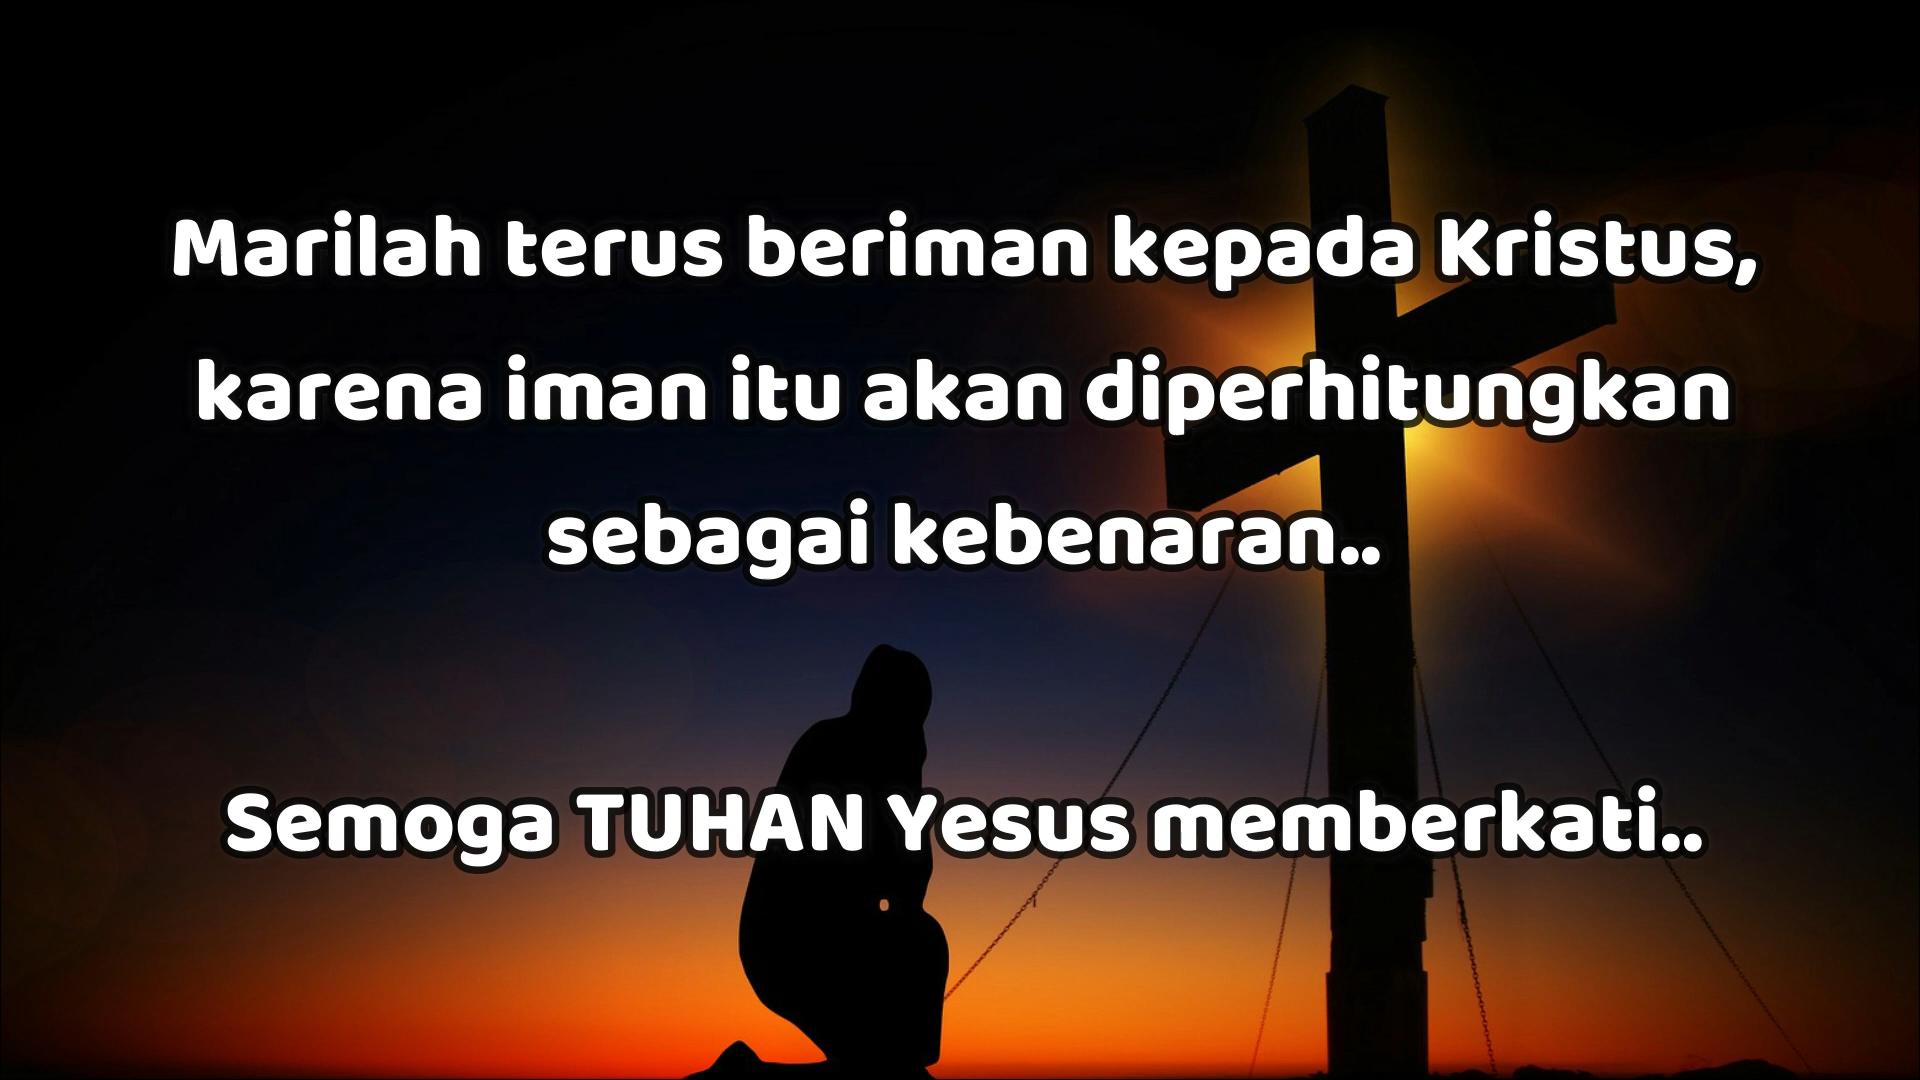 Marilah terus beriman kepada Kristus,
karena iman itu akan diperhitungkan
sebagai kebenaran..
Semoga TUHAN Yesus memberkati..